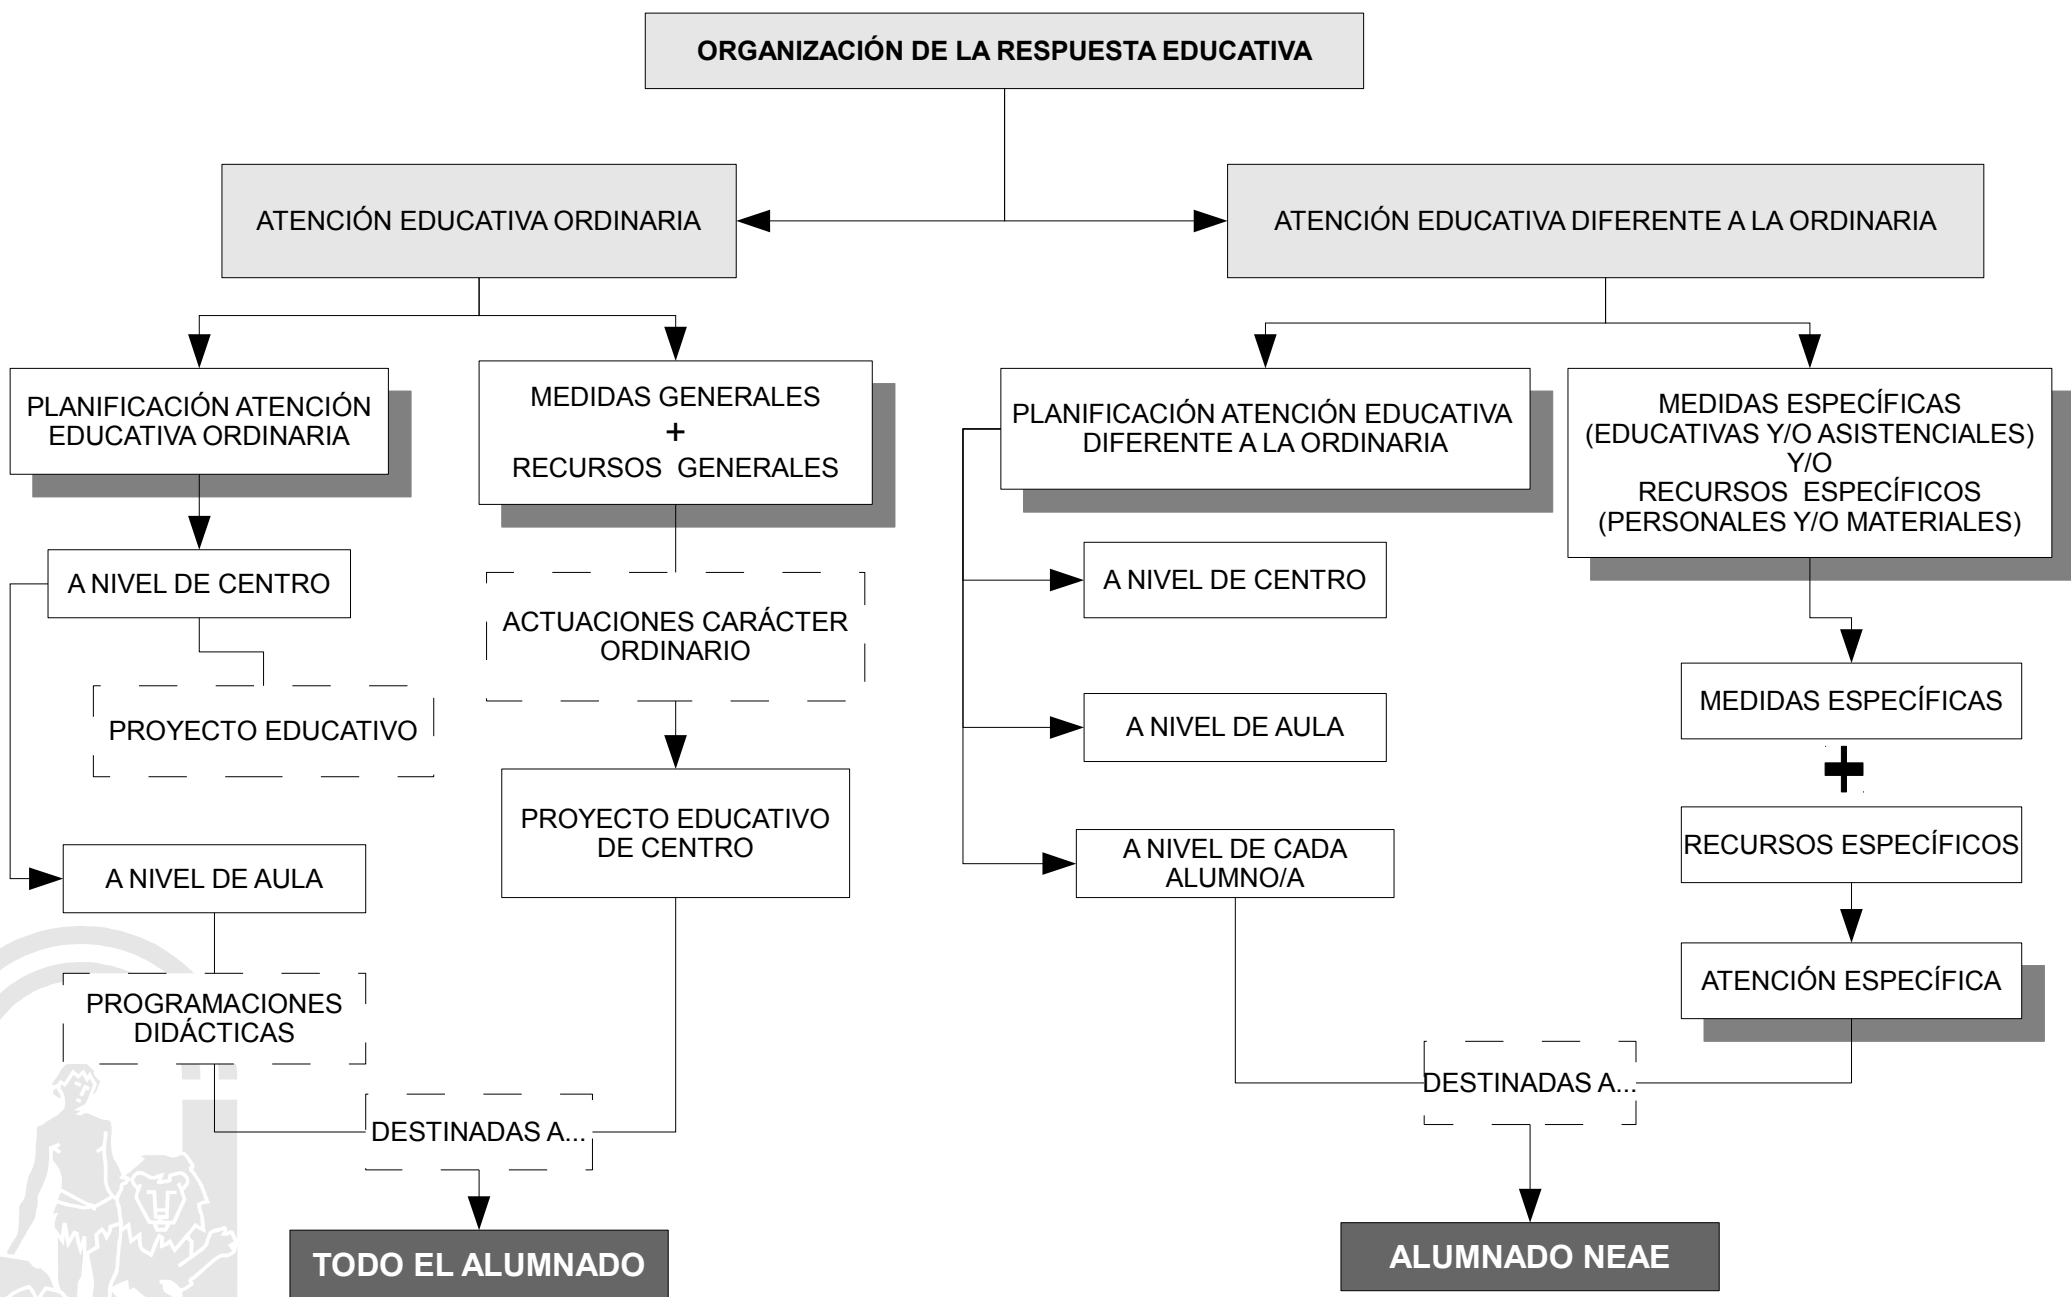 ORGANIZACIÓN DE LA RESPUESTA EDUCATIVA
ATENCIÓN EDUCATIVA ORDINARIA
ATENCIÓN EDUCATIVA DIFERENTE A LA ORDINARIA
PLANIFICACIÓN ATENCIÓN
EDUCATIVA ORDINARIA
MEDIDAS GENERALES
+
RECURSOS GENERALES
PLANIFICACIÓN ATENCIÓN EDUCATIVA
DIFERENTE A LA ORDINARIA
MEDIDAS ESPECÍFICAS
(EDUCATIVAS Y/O ASISTENCIALES)
Y/O
RECURSOS ESPECÍFICOS
(PERSONALES Y/O MATERIALES)
A NIVEL DE CENTRO
PROYECTO EDUCATIVO
A NIVEL DE AULA
PROGRAMACIONES
DIDÁCTICAS
ACTUACIONES CARÁCTER
ORDINARIO
PROYECTO EDUCATIVO
DE CENTRO
DESTINADAS A...
TODO EL ALUMNADO
A NIVEL DE CENTRO
A NIVEL DE AULA
A NIVEL DE CADA
ALUMNO/A
MEDIDAS ESPECÍFICAS
+
RECURSOS ESPECÍFICOS
ATENCIÓN ESPECÍFICA
DESTINADAS A...
ALUMNADO NEAE